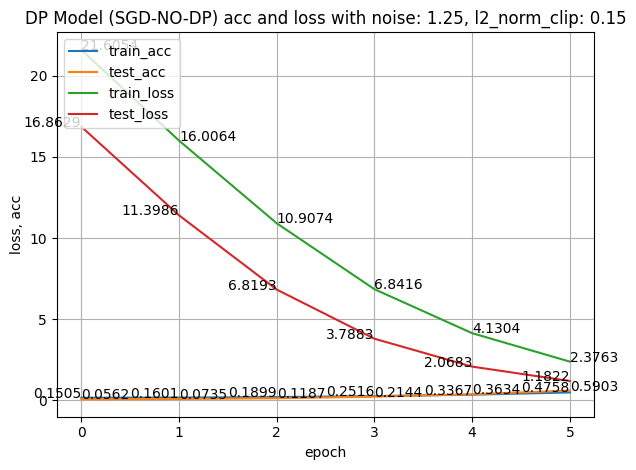 DP Model (SGD-NO-DP) acc and loss with noise: 1.25, l2_norm_clip: 0.15
train_acc
test_acc
train_loss
test_loss
21.6054
16.8629
16.0064
11.3986
10.9074
6.8193
6.8416
3.7883
4.1304
2.0683
2.3763
1.1822
0.1505 0.0562 0.1601 0.0735 0.1899 0.1187 0.2516 0.2144 0.3367 0.3634 0.4758 0.5903
20
15
10
5
0
loss, acc
0 1 2 3 4 5
epoch